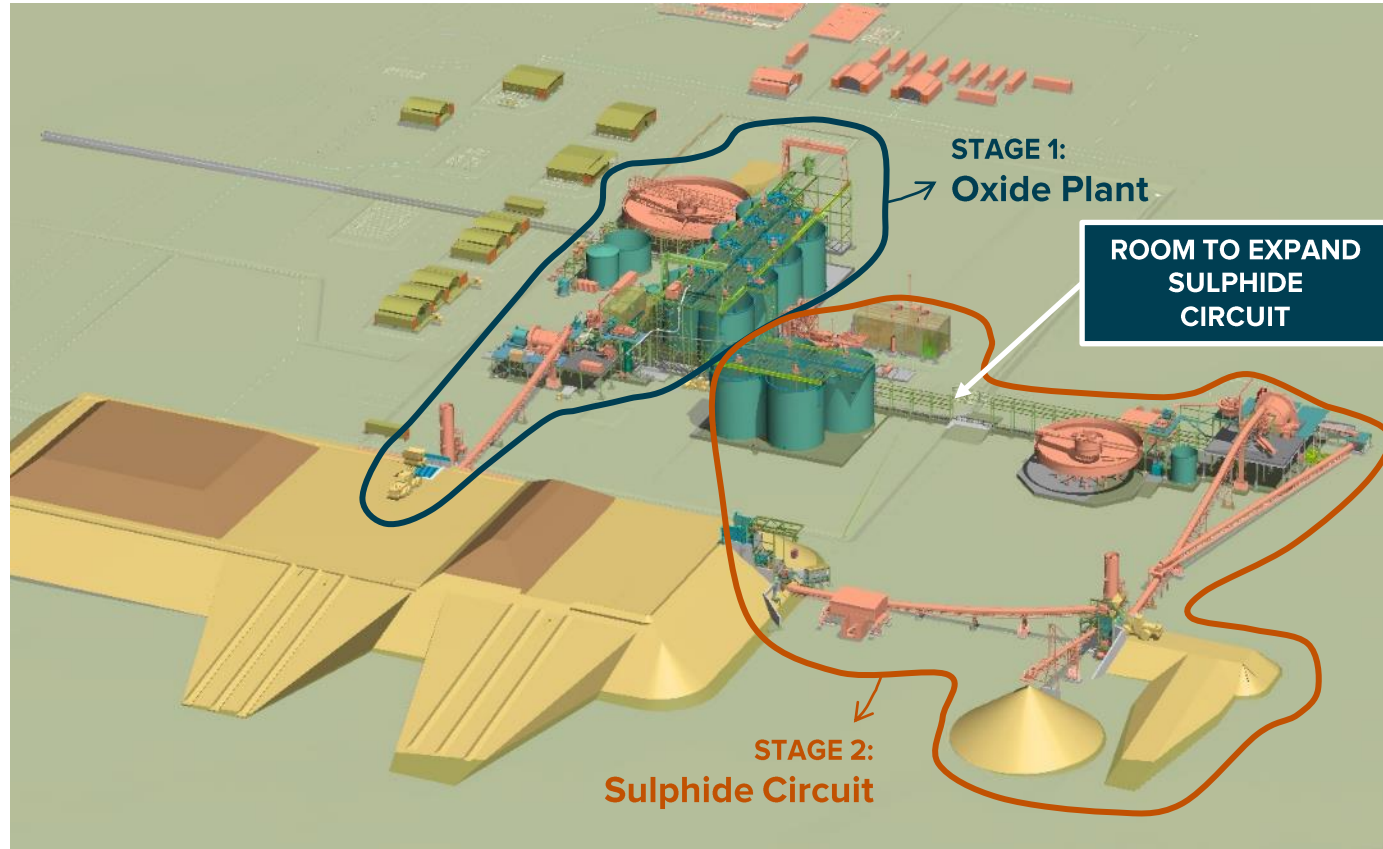 STAGE 1:
Oxide Plant
ROOM TO EXPAND
SULPHIDE
CIRCUIT
STAGE 2:
Sulphide Circuit